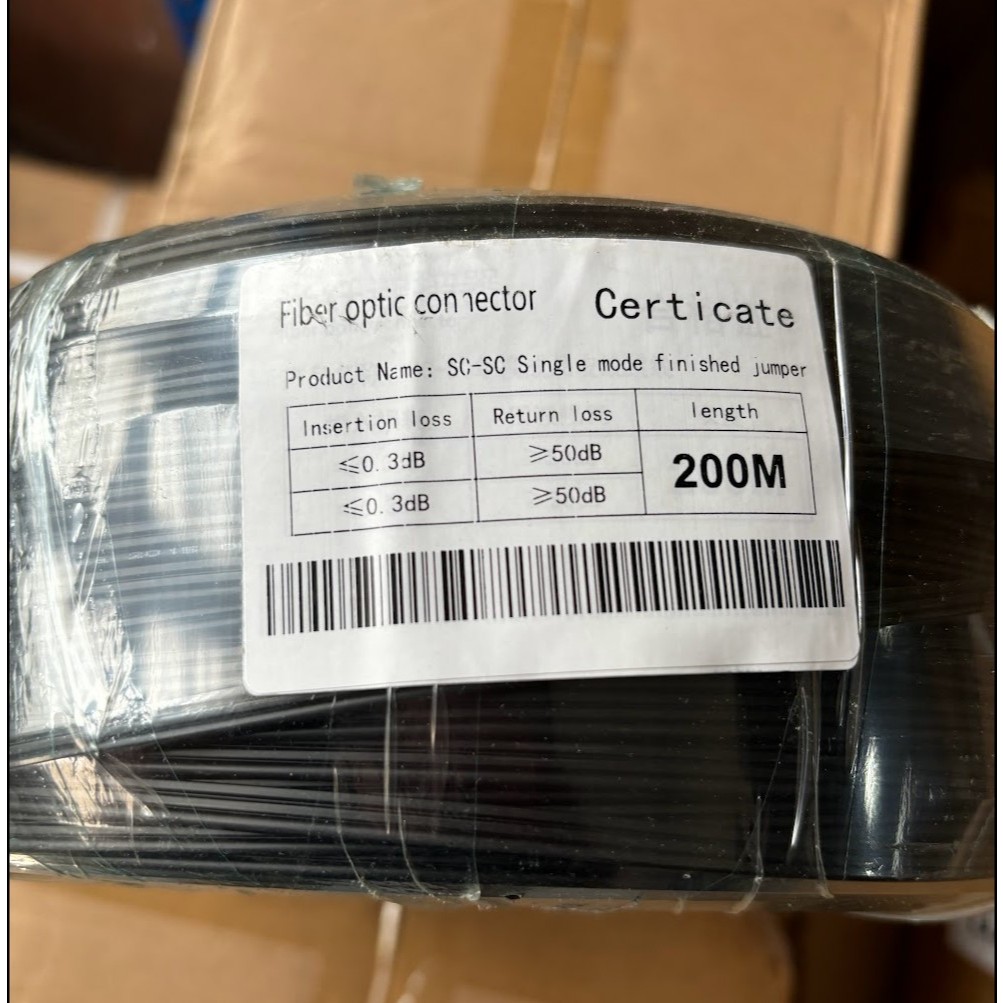 Fiber optic connector Certicate
Product Name: SC-SC Single mode finished jumper
Insertion loss Return loss length
≤0.3dB ≥50dB 200M
≤0.3dB ≥50dB